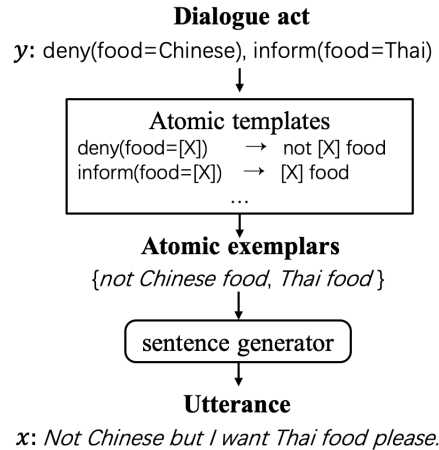 Dialogue act
y: deny(food=Chinese), inform(food=Thai)
Atomic templates
deny(food=[X]) → not [X] food
inform(food=[X]) → [X] food
...
Atomic exemplars
{not Chinese food, Thai food}
sentence generator
Utterance
x: Not Chinese but I want Thai food please.